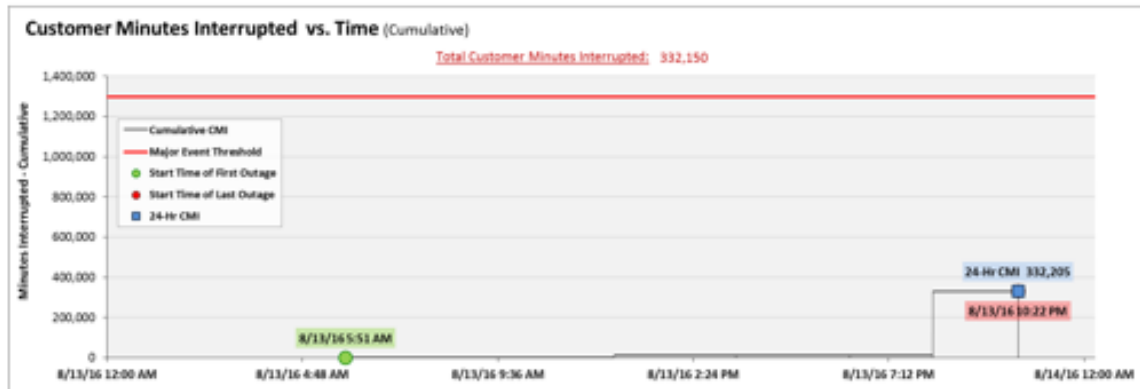 Customer Minutes Interrupted vs. Time (Cumulative)
Total Customer Minutes Interrupted: 332,150
Minutes Interrupted - Cumulative
1,400,000
1,200,000
1,000,000
800,000
600,000
400,000
200,000
0
Cumulative CMI
Major Event Threshold
Start Time of First Outage
Start Time of Last Outage
24-Hr CMI
24-Hr CMI 332,205
8/13/16 10:22 PM
8/13/16 5:51 AM
8/13/16 12:00 AM
8/13/16 4:48 AM
8/13/16 9:36 AM
8/13/16 2:24 PM
8/13/16 7:12 PM
8/14/16 12:00 AM